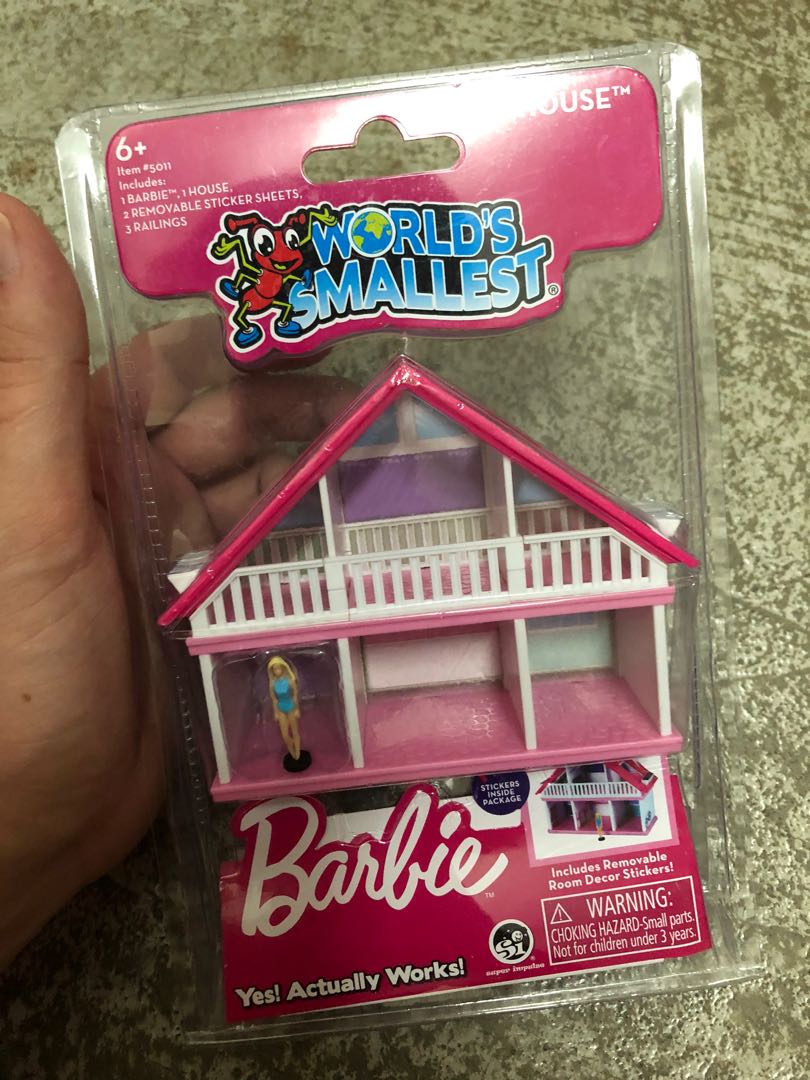 6+
Item #5011
Includes:
1 BARBIE™, 1 HOUSE,
2 REMOVABLE STICKER SHEETS,
3 RAILINGS
OUSE™
WORLD'S
SMALLEST®
STICKERS
INSIDE
PACKAGE
Barbie™
Includes Removable
Room Decor Stickers!
WARNING:
CHOKING HAZARD-Small parts.
Not for children under 3 years.
super impulse
Yes! Actually Works!